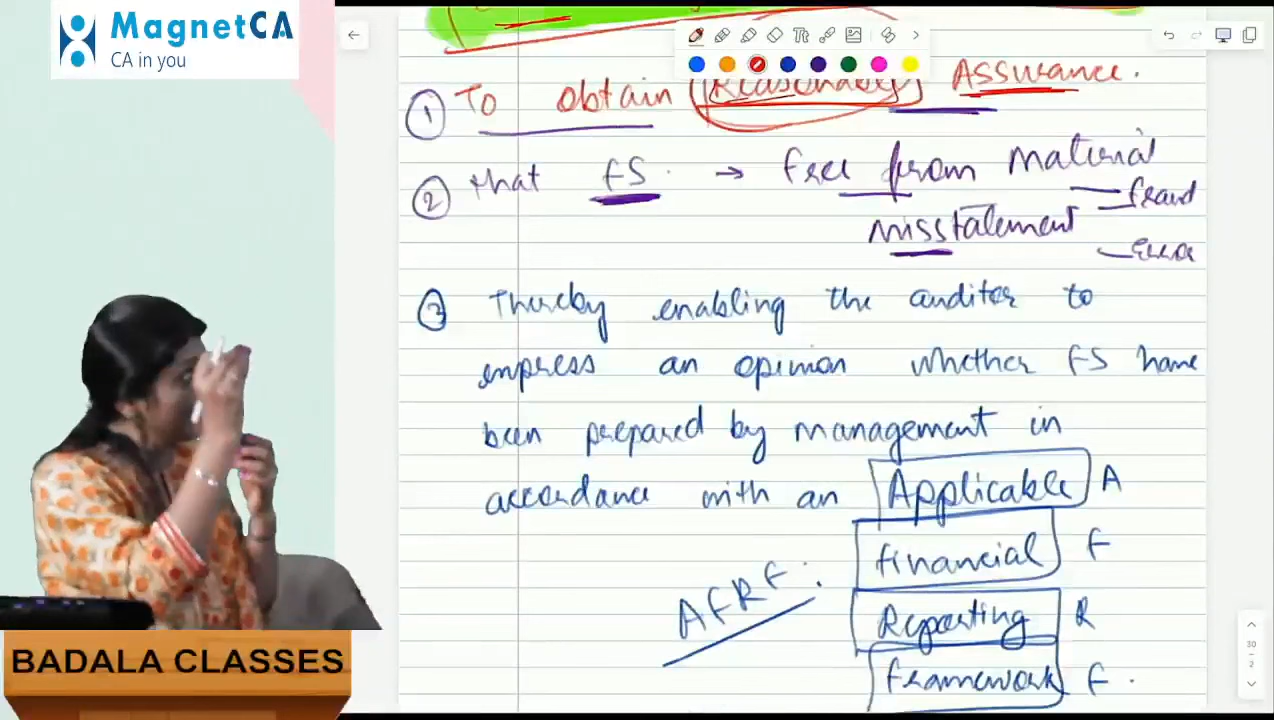 MagnetCA
CA in you
① To obtain Reasonable Assurance.
② that FS → free from Material
fraud
misstatement
Error
③ Thereby enabling the auditor to
express an opinion whether FS have
been prepared by management in
accordance with an Applicable A
financial F
AFRF:
Reporting R
framework F.
BADALA CLASSES
30
2